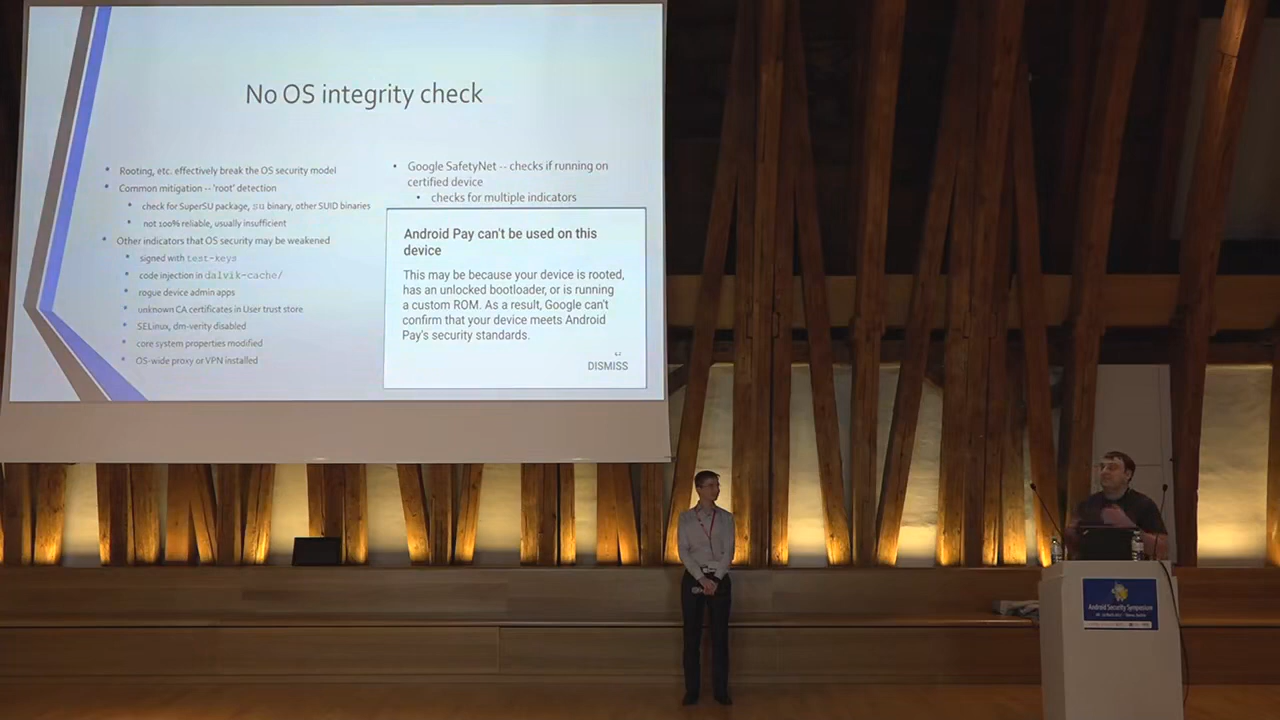 No OS integrity check
Rooting, etc. effectively break the OS security model
Common mitigation -- 'root' detection
check for SuperSU package, su binary, other SUID binaries
not 100% reliable, usually insufficient
Other indicators that OS security may be weakened
signed with test-keys
code injection in dalvik-cache/
rogue device admin apps
unknown CA certificates in User trust store
SELinux, dm-verity disabled
core system properties modified
OS-wide proxy or VPN installed
Google SafetyNet -- checks if running on
certified device
checks for multiple indicators
Android Pay can't be used on this
device
This may be because your device is rooted,
has an unlocked bootloader, or is running
a custom ROM. As a result, Google can't
confirm that your device meets Android
Pay's security standards.
DISMISS
Android Security Symposium